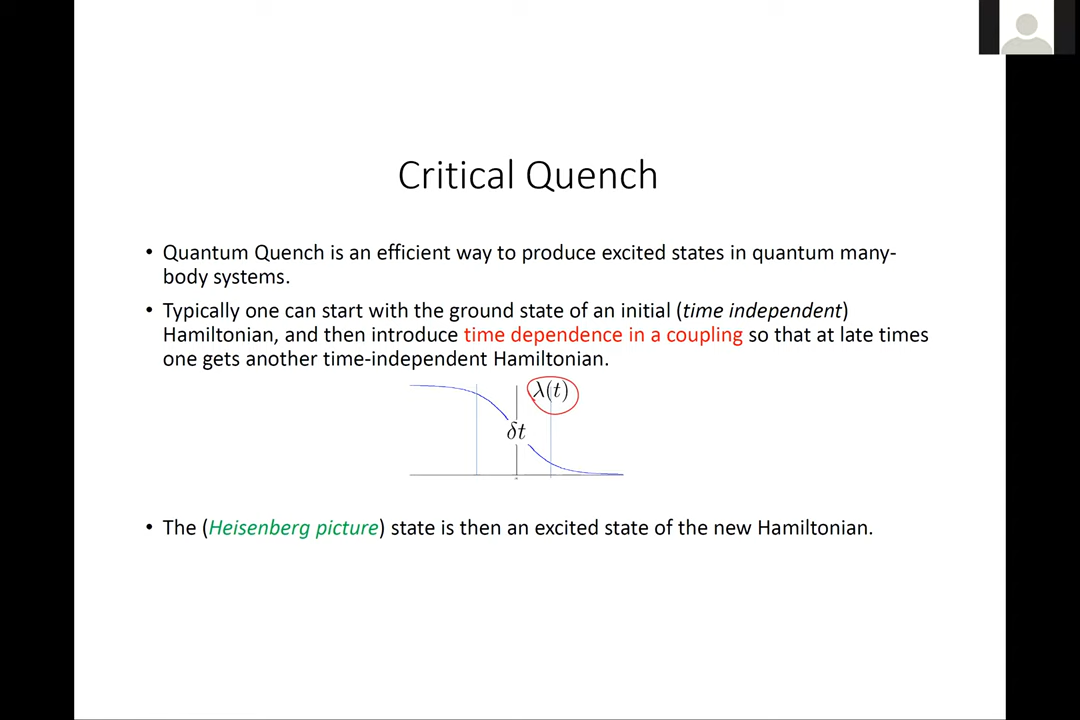 Critical Quench
• Quantum Quench is an efficient way to produce excited states in quantum many-
body systems.
• Typically one can start with the ground state of an initial (time independent)
Hamiltonian, and then introduce time dependence in a coupling so that at late times
one gets another time-independent Hamiltonian.
λ(t)
δt
• The (Heisenberg picture) state is then an excited state of the new Hamiltonian.